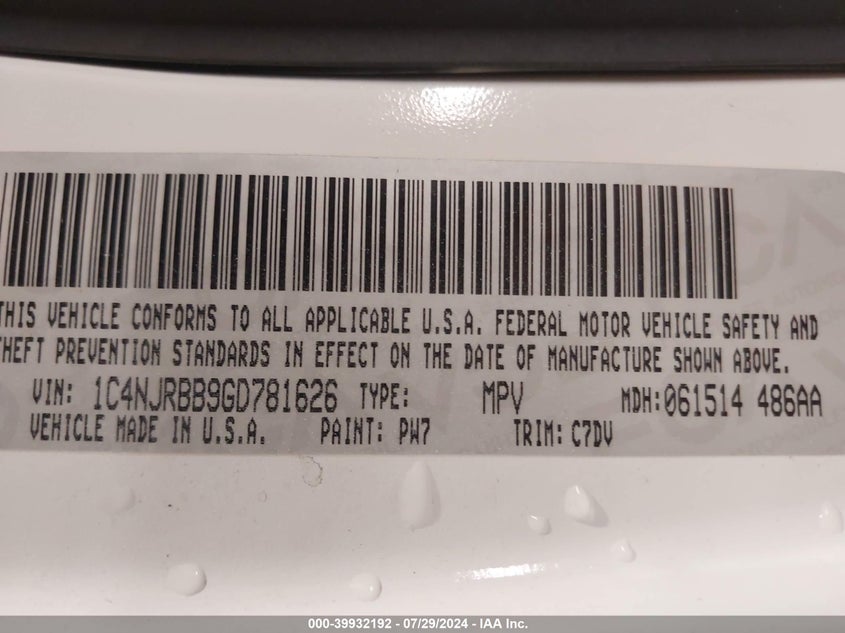 THIS VEHICLE CONFORMS TO ALL APPLICABLE U.S.A. FEDERAL MOTOR VEHICLE SAFETY AND
THEFT PREVENTION STANDARDS IN EFFECT ON THE DATE OF MANUFACTURE SHOWN ABOVE.
VIN: 1C4NJRBB9GD781626 TYPE: MPV MDH:061514 486AA
VEHICLE MADE IN U.S.A. PAINT: PW7 TRIM: C7DV
000-39932192 - 07/29/2024 - IAA Inc.